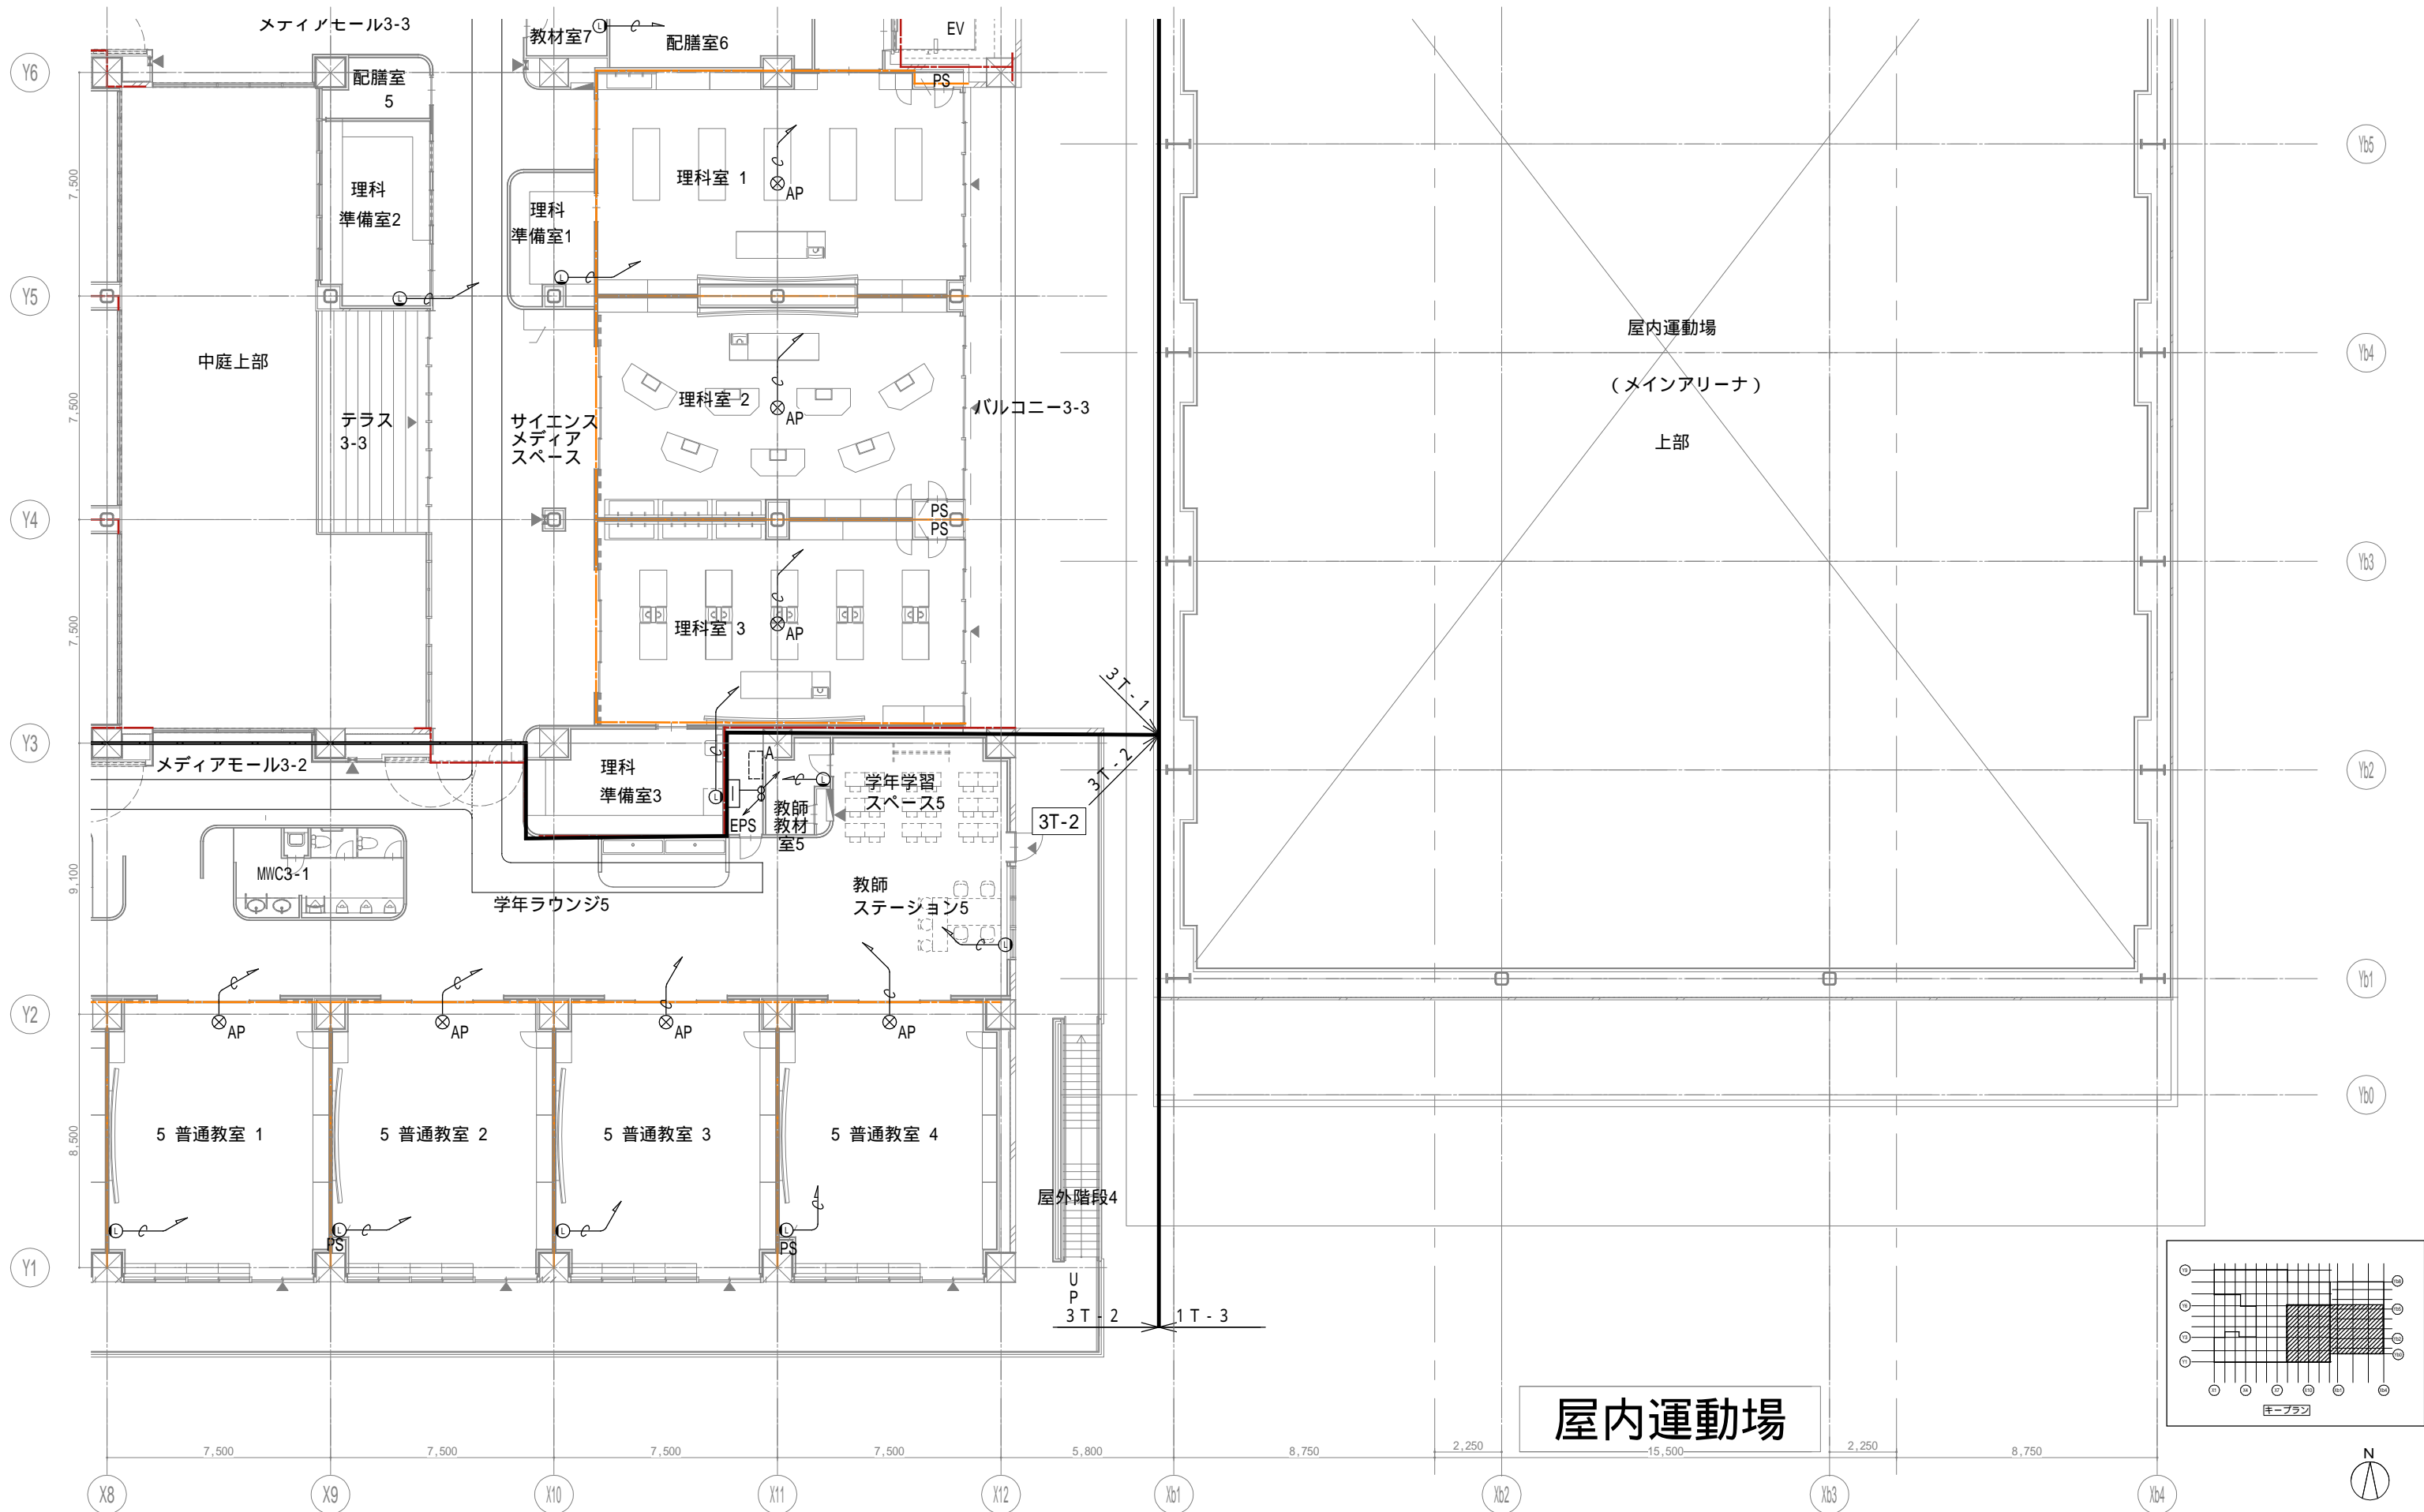 メディアモール3-3
教材室7
配膳室6
EV
Y6
配膳室
5
PS
Yb5
7,500
理科
準備室2
理科
準備室1
理科室 1
AP
Y5
屋内運動場
(メインアリーナ)
上部
Yb4
中庭上部
テラス
3-3
サイエンス
メディア
スペース
理科室 2
AP
バルコニー3-3
7,500
Y4
PS
PS
Yb3
7,500
理科室 3
AP
3T-1
3T-2
Y3
メディアモール3-2
理科
準備室3
A
EPS
教師
教材
室5
学年学習
スペース5
3T-2
Yb2
9,100
MWC3-1
学年ラウンジ5
教師
ステーション5
Yb1
Y2
AP
AP
AP
AP
Yb0
8,500
5 普通教室 1
5 普通教室 2
5 普通教室 3
5 普通教室 4
屋外階段4
PS
PS
Y1
U
P
3T-2
1T-3
キープラン
屋内運動場
7,500
7,500
7,500
7,500
5,800
8,750
2,250
15,500
2,250
8,750
N
X8
X9
X10
X11
X12
Xb1
Xb2
Xb3
Xb4